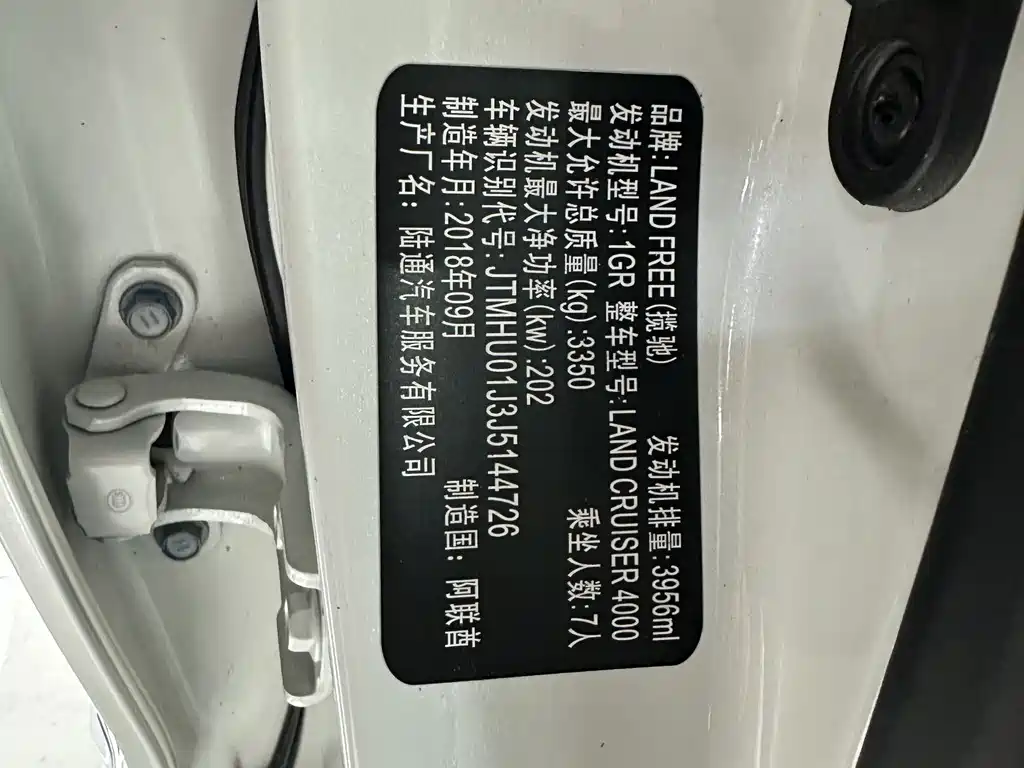 品牌:LAND FREE(揽驰) 发动机排量:3956ml
发动机型号:1GR 整车型号:LAND CRUISER 4000
最大允许总质量(kg):3350 乘坐人数:7人
发动机最大净功率(kw):202
车辆识别代号:JTMHU01J3J5144726
制造年月:2018年09月 制造国:阿联酋
生产厂名:陆通汽车服务有限公司